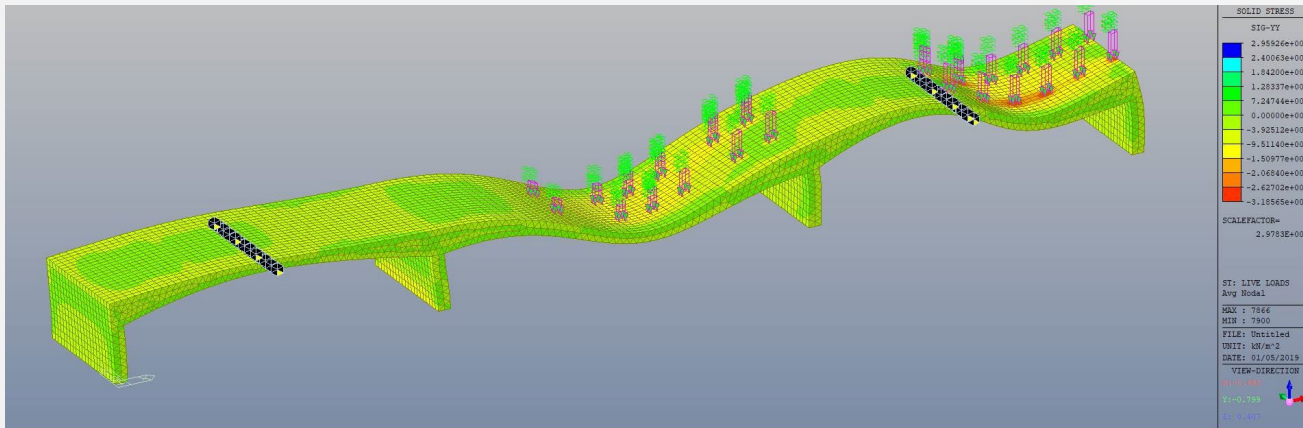 SOLID STRESS
SIG-YY
2.95926e+00
2.40063e+00
1.84200e+00
1.28337e+00
7.24744e+00
0.00000e+00
-3.92512e+00
-9.51140e+00
-1.50977e+00
-2.06840e+00
-2.62702e+00
-3.18565e+00
SCALEFACTOR=
2.9783E+00
ST: LIVE LOADS
Avg Nodal
MAX : 7866
MIN : 7900
FILE: Untitled
UNIT: kN/m^2
DATE: 01/05/2019
VIEW-DIRECTION
Y:-0.799